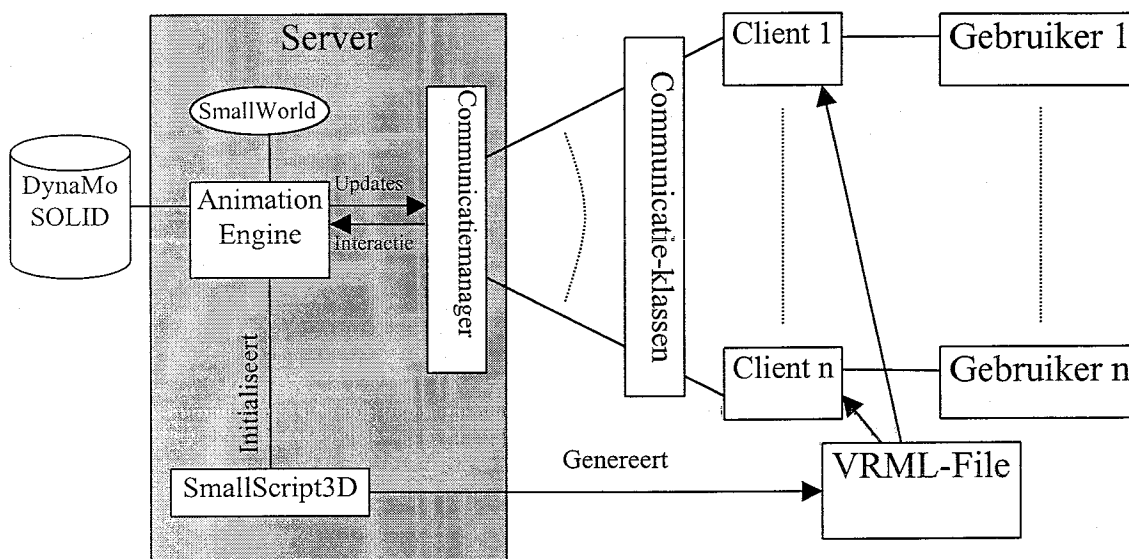 Server
SmallWorld
DynaMo
SOLID
Animation
Engine
Updates
Interactie
Communicatiemanager
Communicatie-klassen
Client 1
Gebruiker 1
Client n
Gebruiker n
Initialiseert
SmallScript3D
Genereert
VRML-File